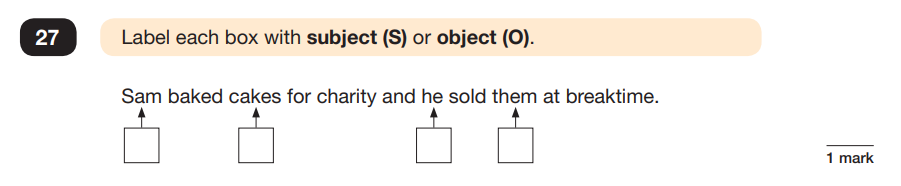 27 Label each box with subject (S) or object (O).
Sam baked cakes for charity and he sold them at breaktime.
1 mark